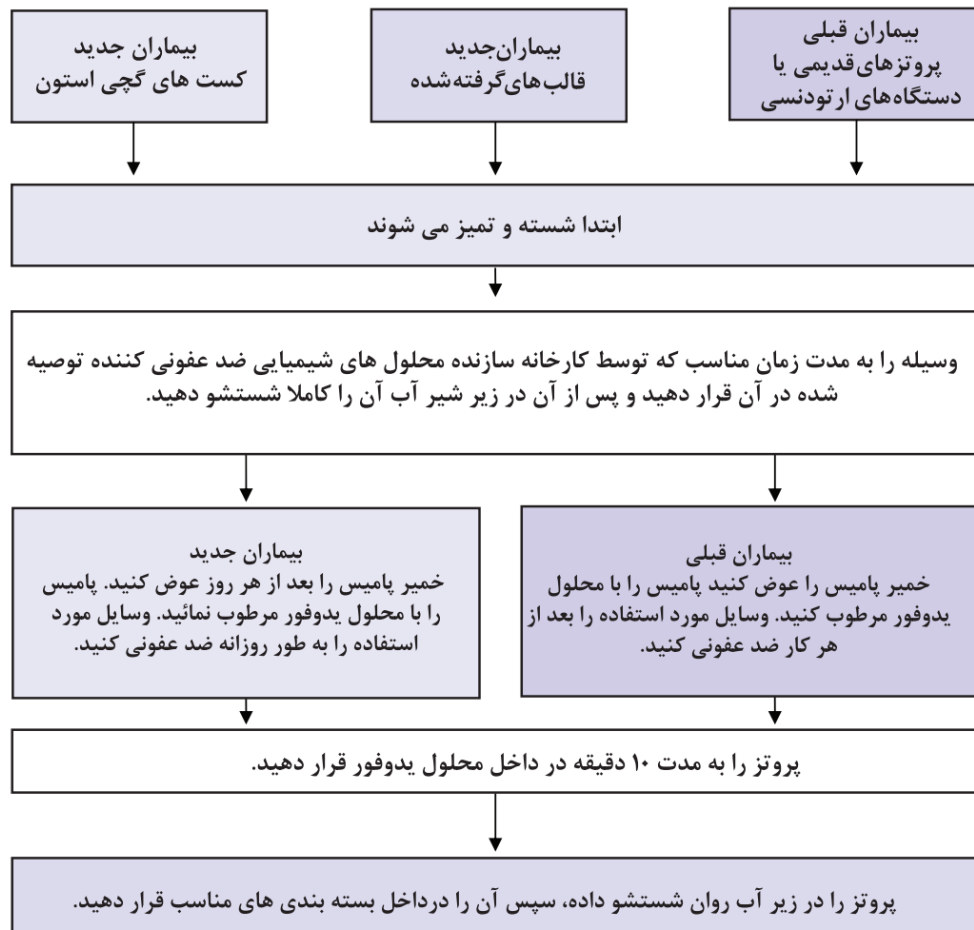 بیماران قبلی
پروتزهای قدیمی یا
دستگاه‌های ارتودنسی
بیماران جدید
قالب‌های گرفته شده
بیماران جدید
کست های گچی استون
ابتدا شسته و تمیز می شوند
وسیله را به مدت زمان مناسب که توسط کارخانه سازنده محلول های شیمیایی ضد عفونی کننده توصیه
شده در آن قرار دهید و پس از آن در زیر شیر آب آن را کاملا شستشو دهید.
بیماران قبلی
خمیر پامیس را عوض کنید پامیس را با محلول
یدوفور مرطوب کنید. وسایل مورد استفاده را بعد از
هر کار ضد عفونی کنید.
بیماران جدید
خمیر پامیس را بعد از هر روز عوض کنید. پامیس
را با محلول یدوفور مرطوب نمائید. وسایل مورد
استفاده را به طور روزانه ضد عفونی کنید.
پروتز را به مدت ۱۰ دقیقه در داخل محلول یدوفور قرار دهید.
پروتز را در زیر آب روان شستشو داده، سپس آن را درداخل بسته بندی های مناسب قرار دهید.